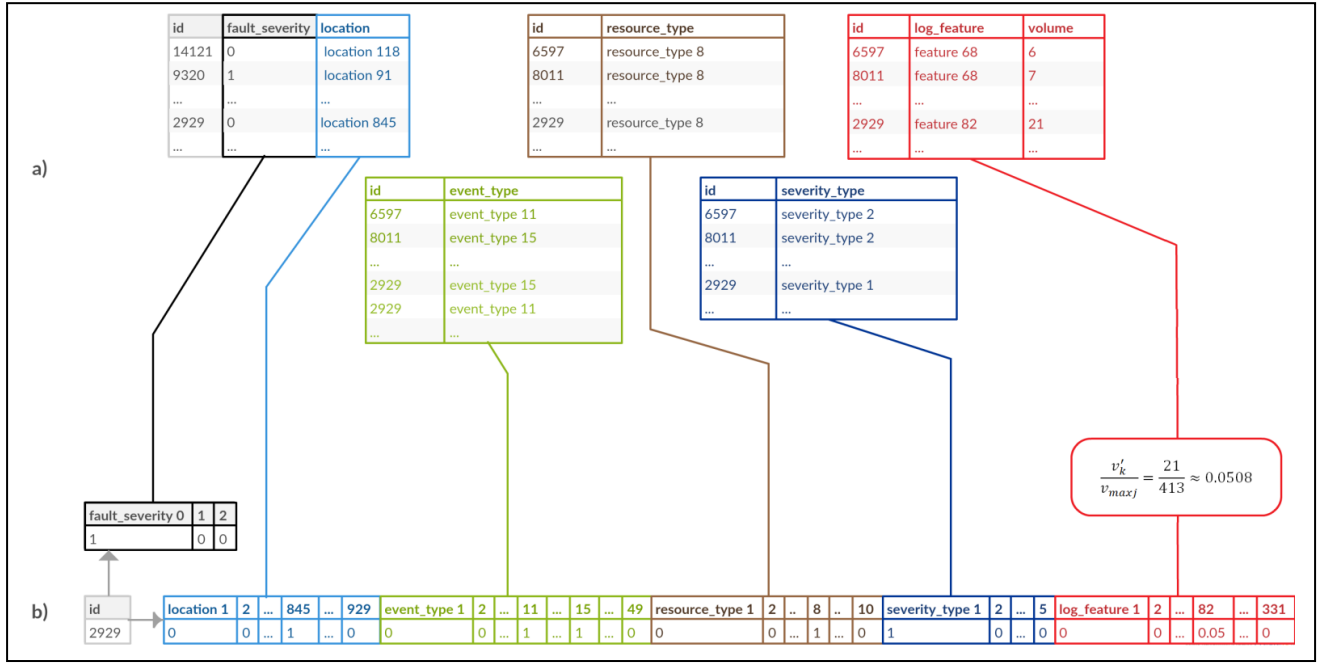 id fault_severity location
14121 0 location 118
9320 1 location 91
... ... ...
2929 0 location 845
... ... ...
id resource_type
6597 resource_type 8
8011 resource_type 8
... ...
2929 resource_type 8
... ...
id log_feature volume
6597 feature 68 6
8011 feature 68 7
... ... ...
2929 feature 82 21
... ... ...
a)
id event_type
6597 event_type 11
8011 event_type 15
... ...
2929 event_type 15
2929 event_type 11
... ...
id severity_type
6597 severity_type 2
8011 severity_type 2
... ...
2929 severity_type 1
... ...
v′k / vmaxj = 21 / 413 ≈ 0.0508
fault_severity 0 1 2
1 0 0
b)
id
2929
location 1 2 ... 845 ... 929 event_type 1 2 ... 11 ... 15 ... 49 resource_type 1 2 .. 8 .. 10 severity_type 1 2 ... 5 log_feature 1 2 ... 82 ... 331
0 0 ... 1 ... 0 0 0 ... 1 ... 1 ... 0 0 0 ... 1 ... 0 1 0 ... 0 0 0 ... 0.05 ... 0